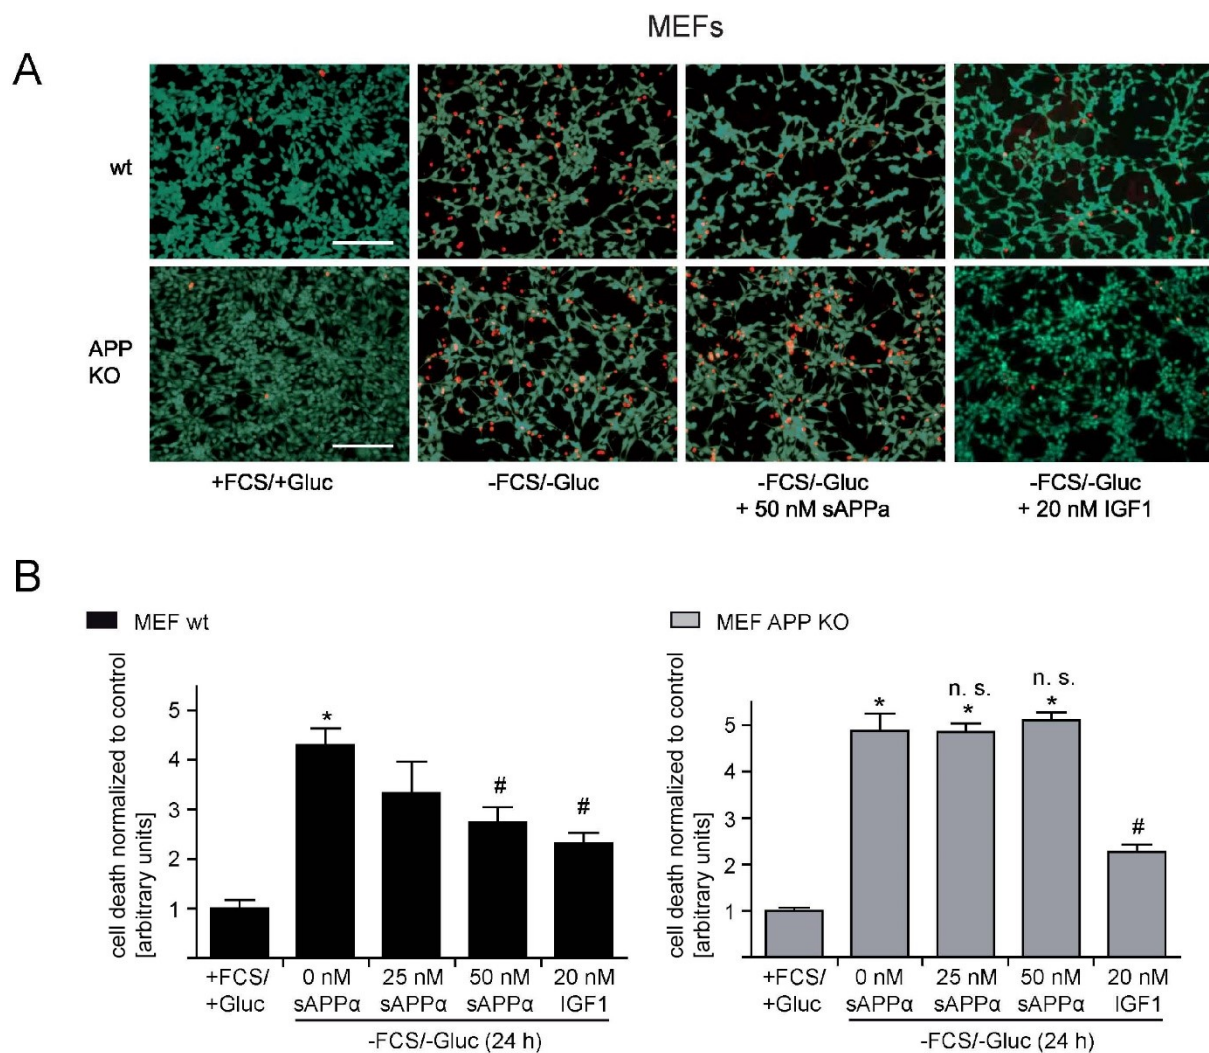 MEFs
A
wt
APP
KO
+FCS/+Gluc
-FCS/-Gluc
-FCS/-Gluc
+ 50 nM sAPPa
-FCS/-Gluc
+ 20 nM IGF1
B
MEF wt
cell death normalized to control
[arbitrary units]
5
4
3
2
1
*
#
#
+FCS/
+Gluc
0 nM
sAPPα
25 nM
sAPPα
50 nM
sAPPα
20 nM
IGF1
-FCS/-Gluc (24 h)
MEF APP KO
cell death normalized to control
[arbitrary units]
5
4
3
2
1
*
n. s.
*
n. s.
*
#
+FCS/
+Gluc
0 nM
sAPPα
25 nM
sAPPα
50 nM
sAPPα
20 nM
IGF1
-FCS/-Gluc (24 h)